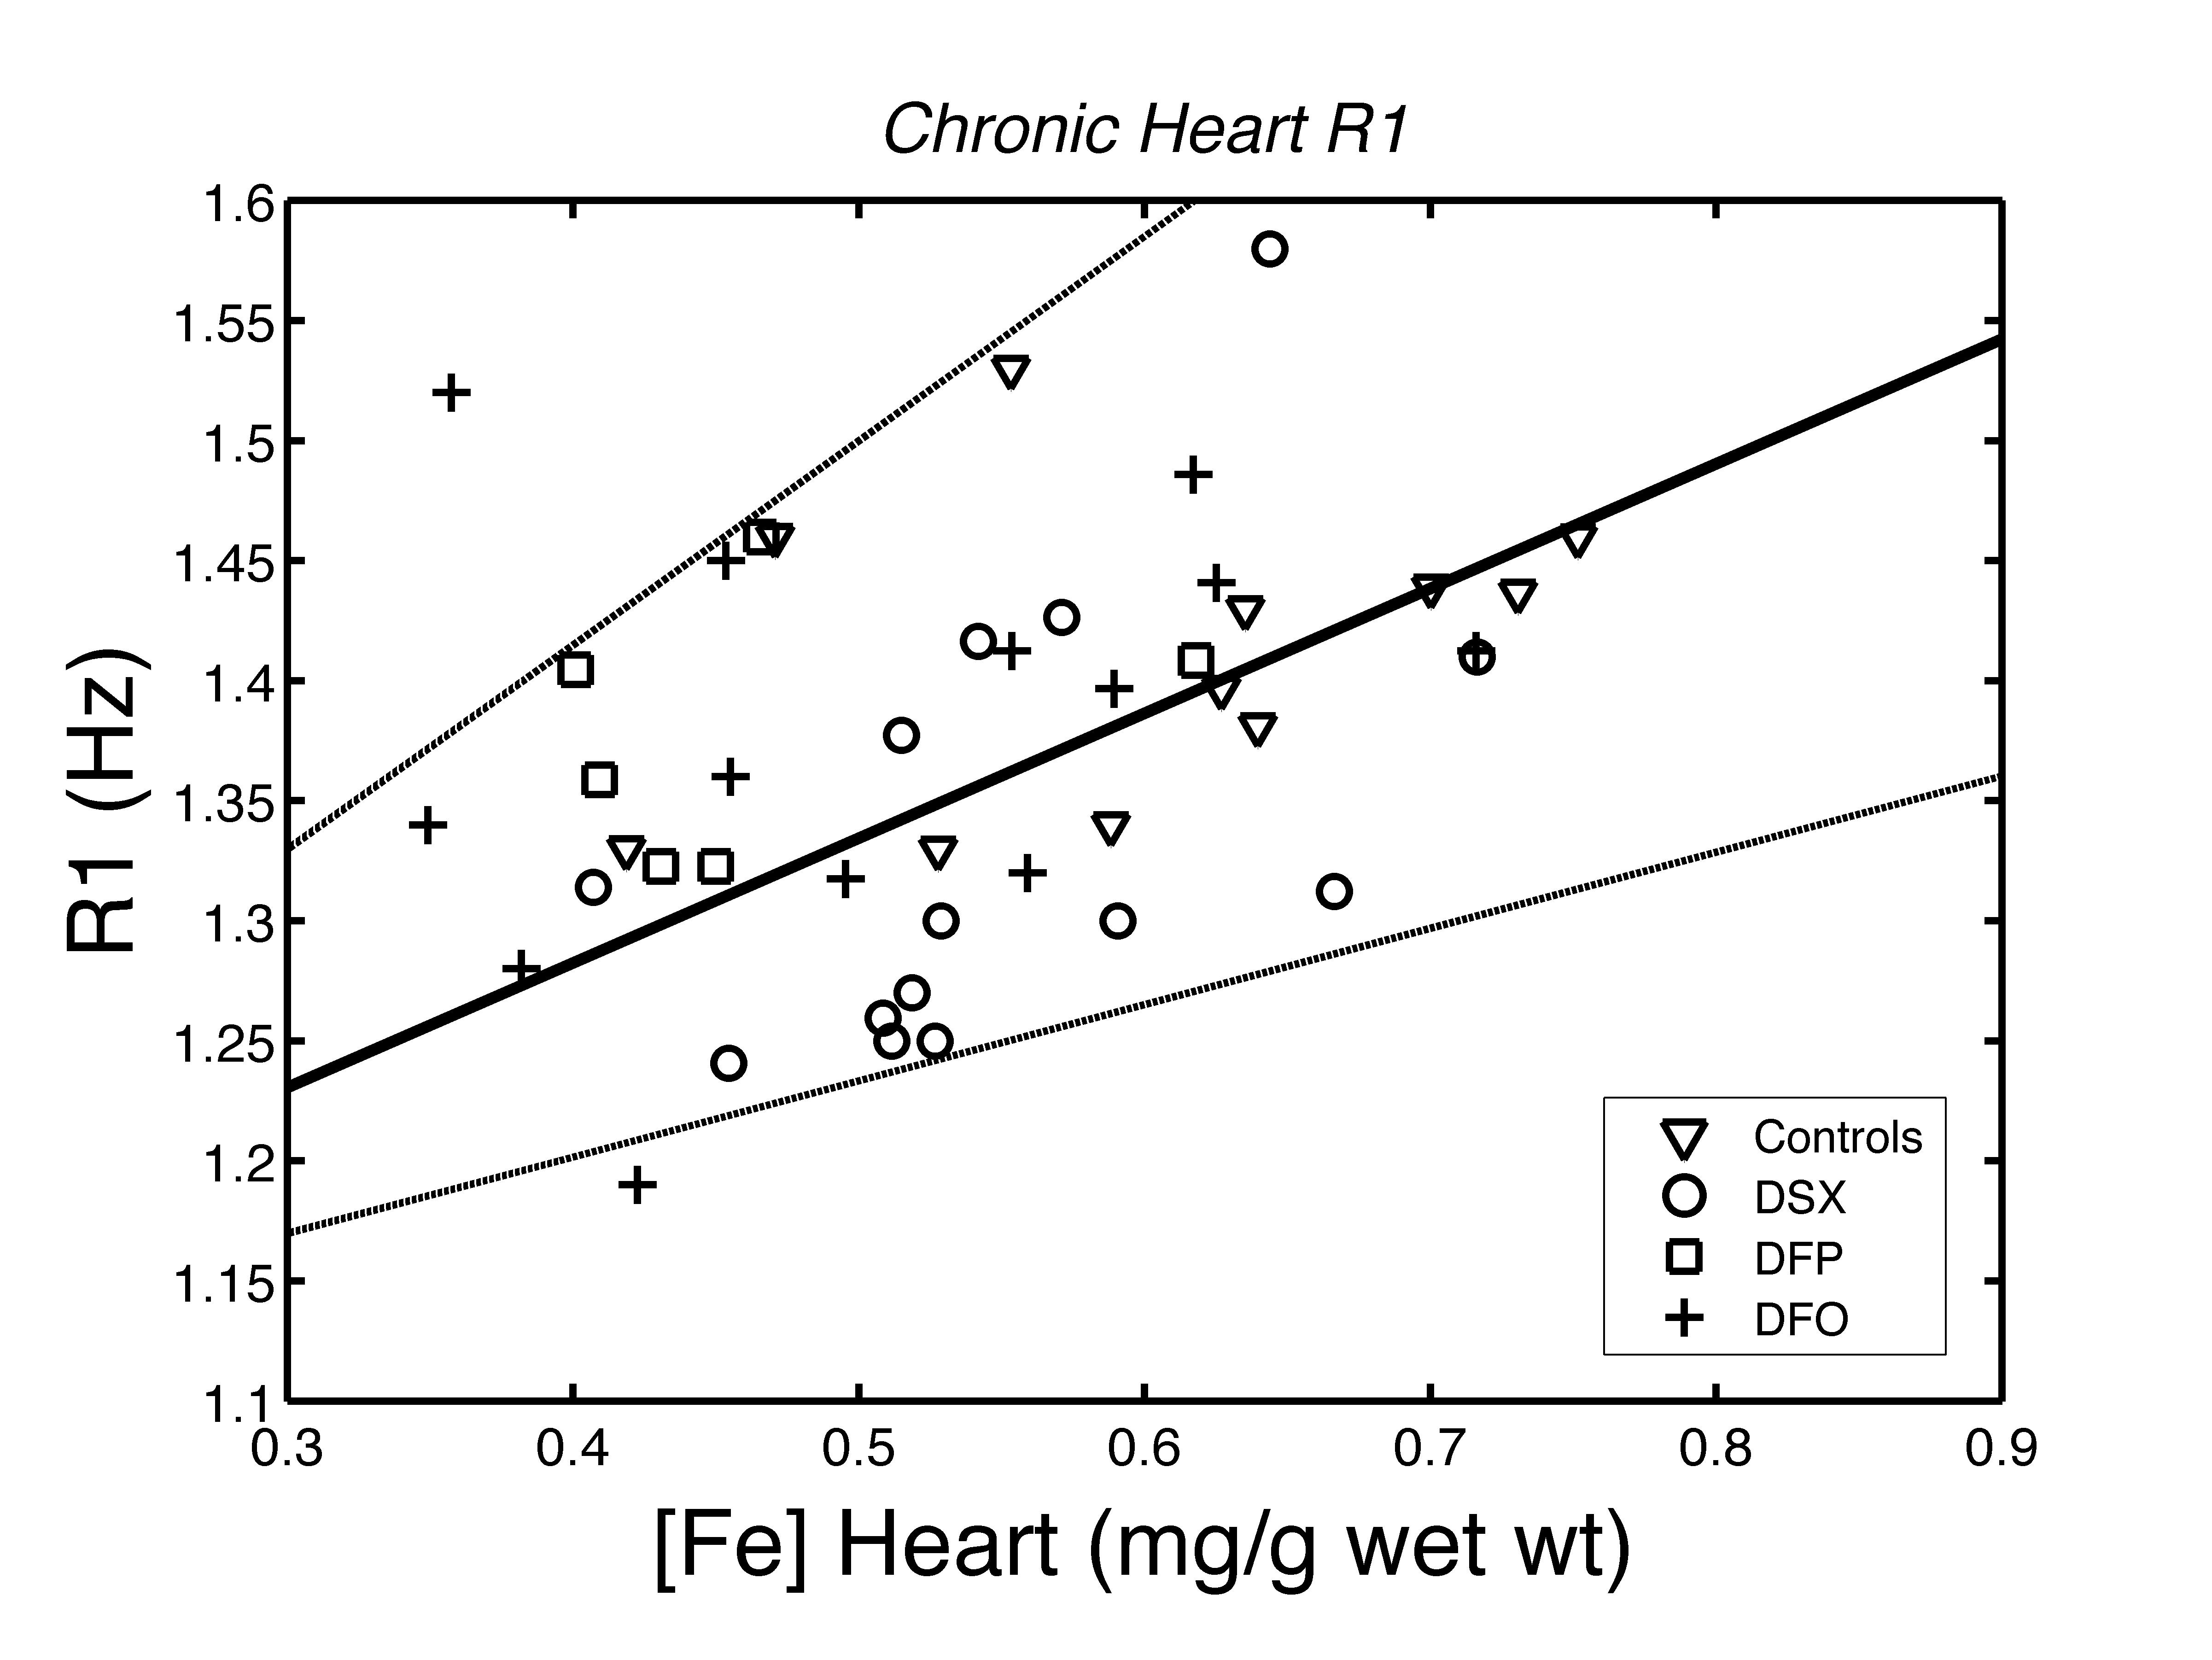 Chronic Heart R1
1.6
1.55
1.5
1.45
1.4
1.35
1.3
1.25
1.2
1.15
1.1
R1 (Hz)
Controls
DSX
DFP
DFO
0.3 0.4 0.5 0.6 0.7 0.8 0.9
[Fe] Heart (mg/g wet wt)